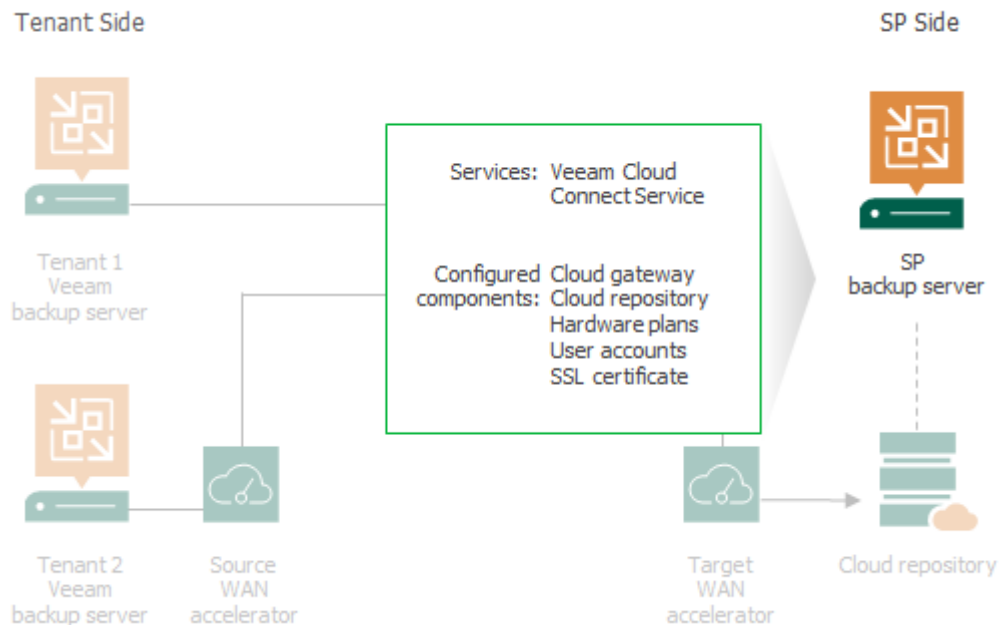 Tenant Side
SP Side
Tenant 1
Veeam
backup server
Services: Veeam Cloud
Connect Service
Configured Cloud gateway
components: Cloud repository
Hardware plans
User accounts
SSL certificate
SP
backup server
Tenant 2
Veeam
backup server
Source
WAN
accelerator
Target
WAN
accelerator
Cloud repository